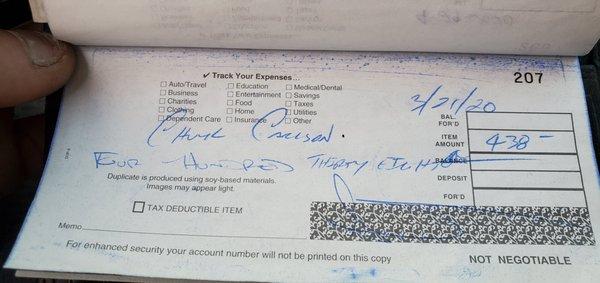 ✓ Track Your Expenses...
207
☐ Auto/Travel ☐ Education ☐ Medical/Dental
☐ Business ☐ Entertainment ☐ Savings
☐ Charities ☐ Food ☐ Taxes
☐ Clothing ☐ Home ☐ Utilities
☐ Dependent Care ☐ Insurance ☐ Other
3/21/20
BAL. FOR'D
Chuck Carlson.
ITEM AMOUNT 438-
Four Hundred Thirty Eight
BALANCE
Duplicate is produced using soy-based materials.
Images may appear light.
DEPOSIT
FOR'D
☐ TAX DEDUCTIBLE ITEM
Memo
For enhanced security your account number will not be printed on this copy
NOT NEGOTIABLE